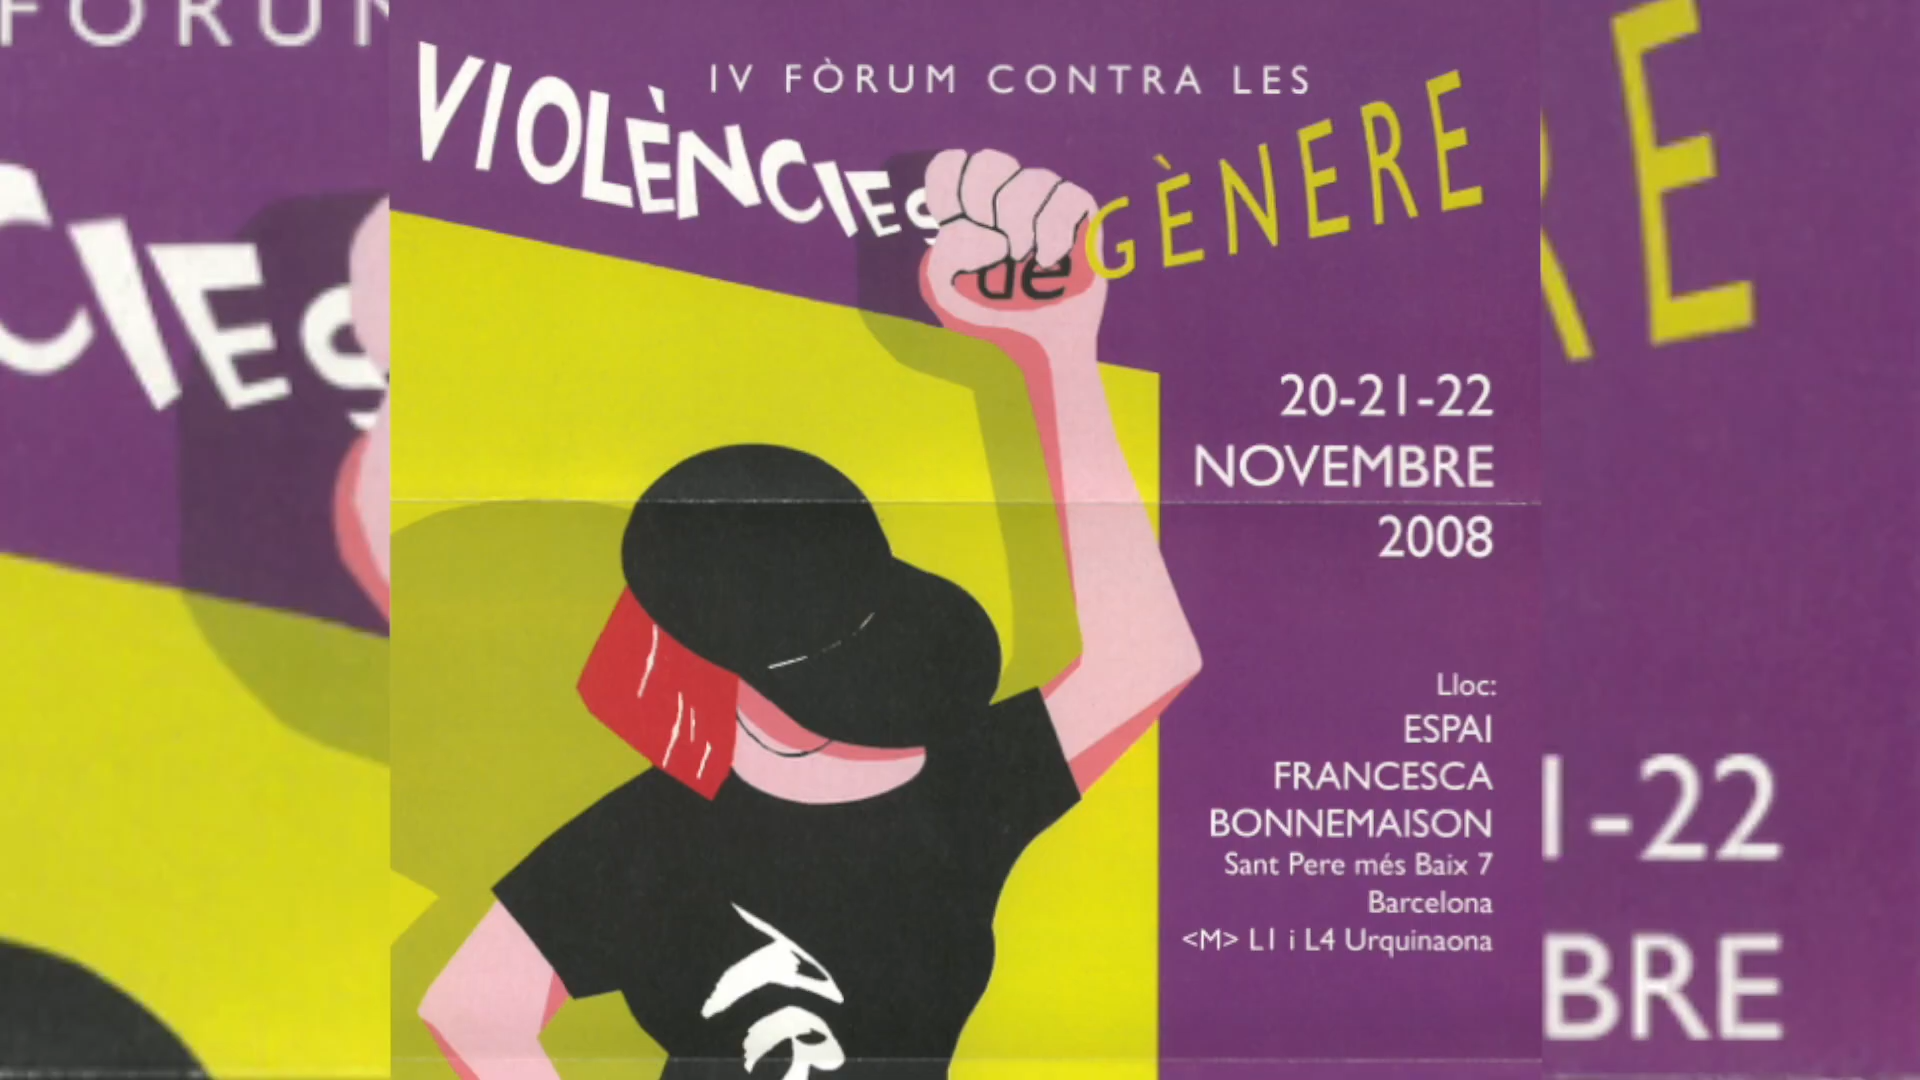 IV FÒRUM CONTRA LES
VIOLÈNCIES
de
GÈNERE
20-21-22
NOVEMBRE
2008
Lloc:
ESPAI
FRANCESCA
BONNEMAISON
Sant Pere més Baix 7
Barcelona
<M> L1 i L4 Urquinaona